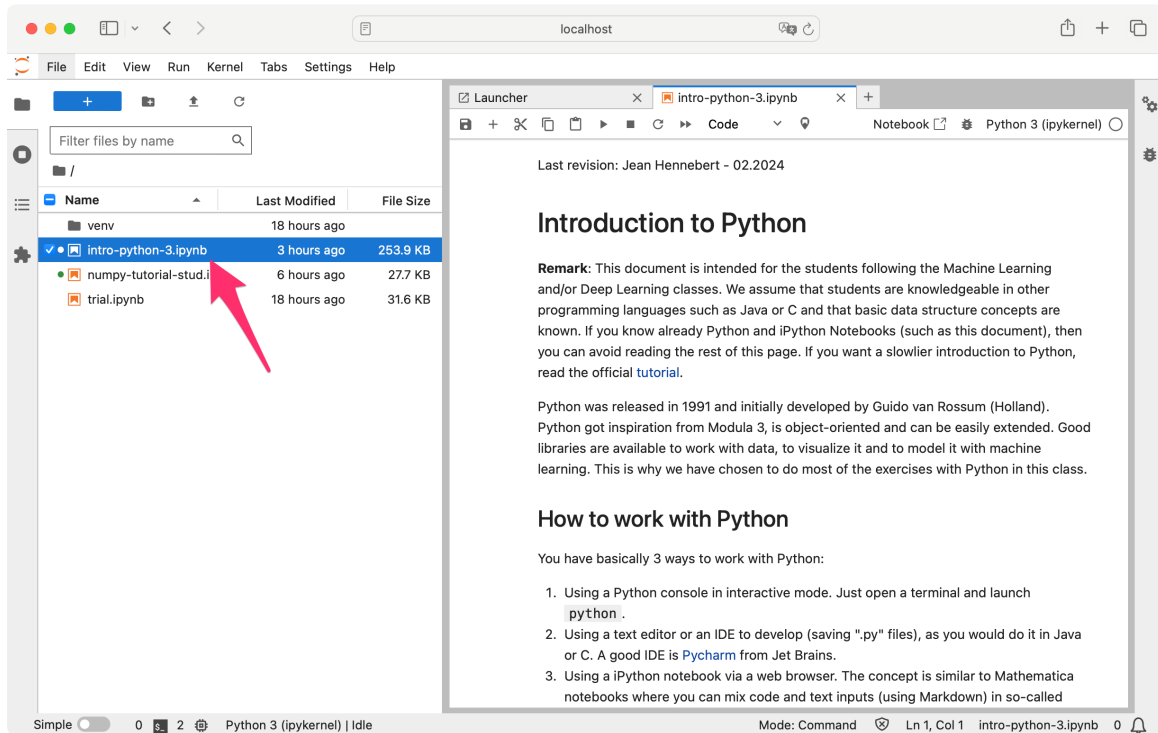 localhost
File Edit View Run Kernel Tabs Settings Help
+
Filter files by name
/
Name Last Modified File Size
venv 18 hours ago
intro-python-3.ipynb 3 hours ago 253.9 KB
numpy-tutorial-stud.i 6 hours ago 27.7 KB
trial.ipynb 18 hours ago 31.6 KB
Launcher
intro-python-3.ipynb
Code
Notebook
Python 3 (ipykernel)
Last revision: Jean Hennebert - 02.2024
Introduction to Python
Remark: This document is intended for the students following the Machine Learning
and/or Deep Learning classes. We assume that students are knowledgeable in other
programming languages such as Java or C and that basic data structure concepts are
known. If you know already Python and iPython Notebooks (such as this document), then
you can avoid reading the rest of this page. If you want a slowlier introduction to Python,
read the official tutorial.
Python was released in 1991 and initially developed by Guido van Rossum (Holland).
Python got inspiration from Modula 3, is object-oriented and can be easily extended. Good
libraries are available to work with data, to visualize it and to model it with machine
learning. This is why we have chosen to do most of the exercises with Python in this class.
How to work with Python
You have basically 3 ways to work with Python:
1. Using a Python console in interactive mode. Just open a terminal and launch
python .
2. Using a text editor or an IDE to develop (saving ".py" files), as you would do it in Java
or C. A good IDE is Pycharm from Jet Brains.
3. Using a iPython notebook via a web browser. The concept is similar to Mathematica
notebooks where you can mix code and text inputs (using Markdown) in so-called
Simple 0 2 Python 3 (ipykernel) | Idle
Mode: Command Ln 1, Col 1 intro-python-3.ipynb 0